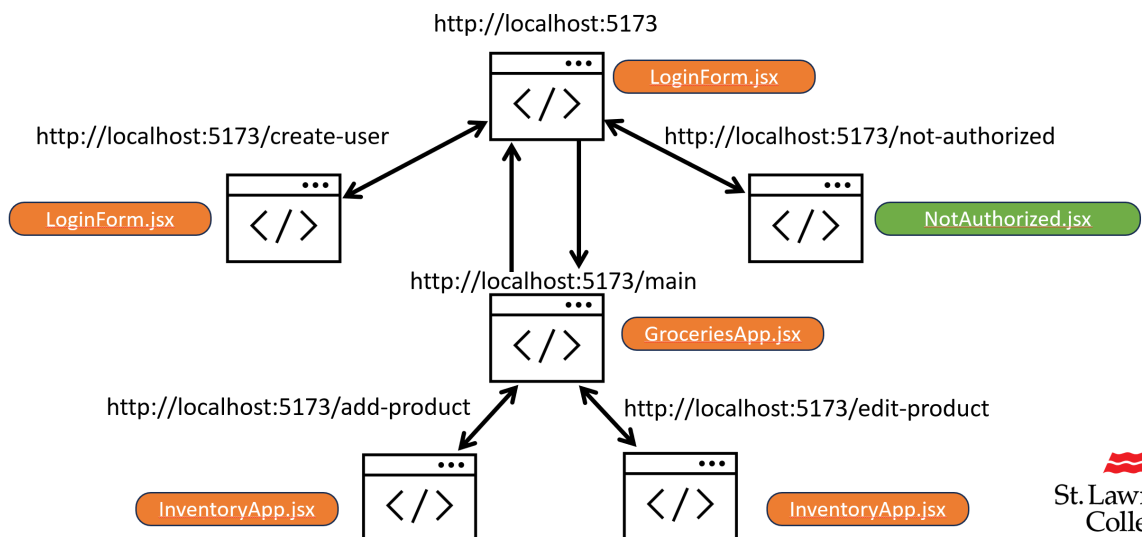 http://localhost:5173
LoginForm.jsx
</>
http://localhost:5173/create-user
http://localhost:5173/not-authorized
LoginForm.jsx
</>
</>
NotAuthorized.jsx
http://localhost:5173/main
</>
GroceriesApp.jsx
http://localhost:5173/add-product
http://localhost:5173/edit-product
InventoryApp.jsx
</>
</>
InventoryApp.jsx
St.